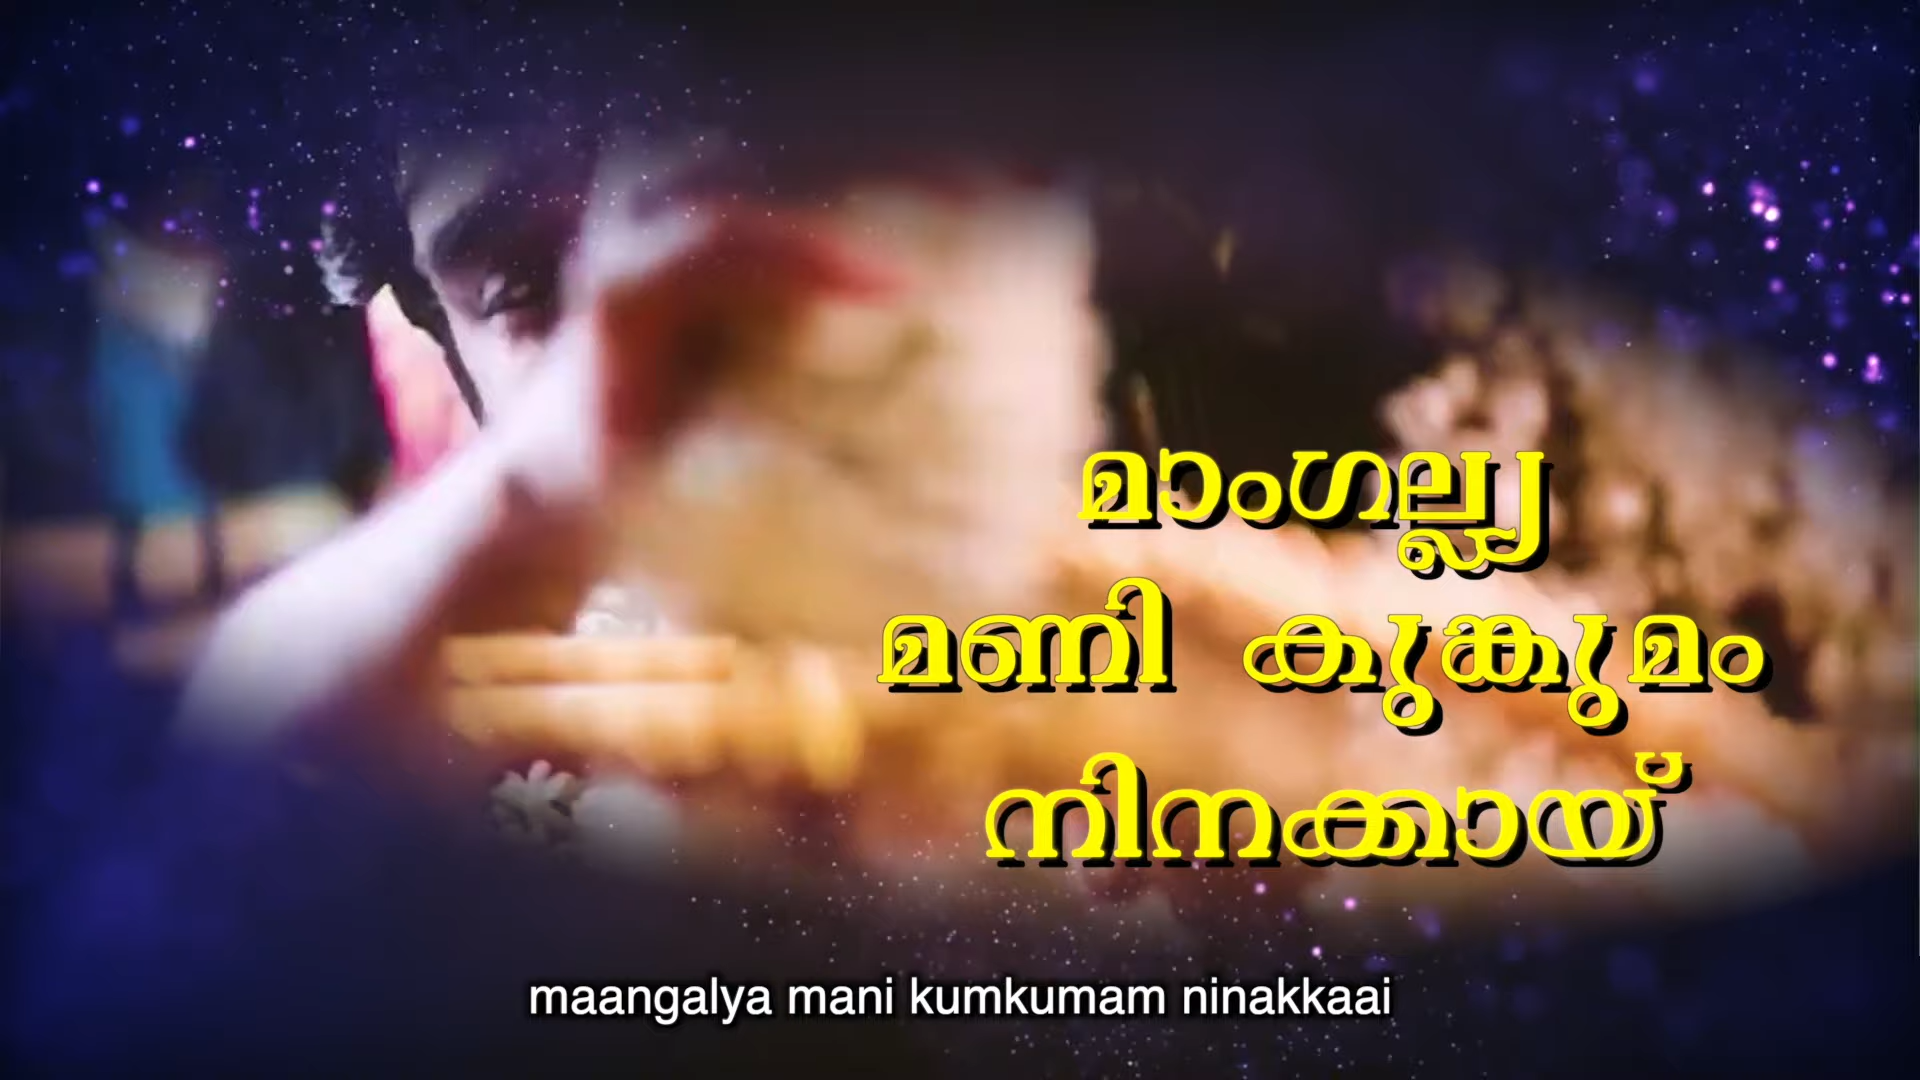 മാംഗല്ല്യ
മണി കുങ്കുമം
നിനക്കായ്
maangalya mani kumkumam ninakkaai